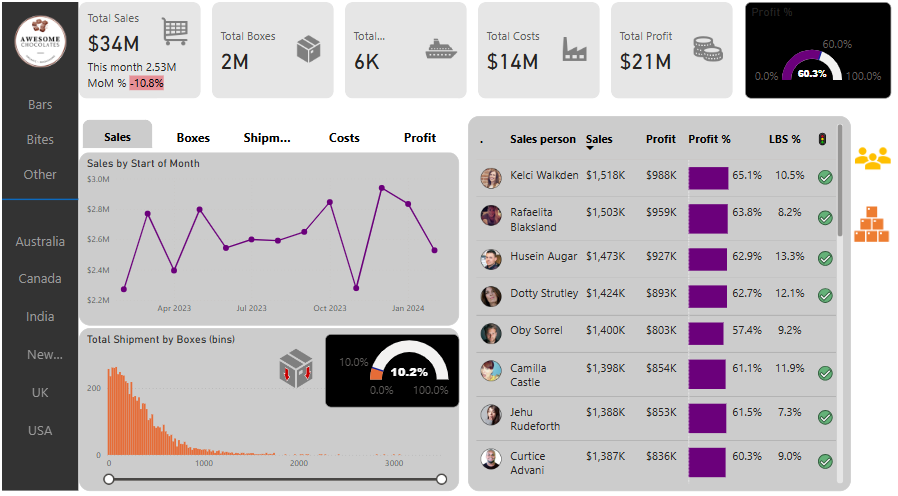 AWESOME
CHOCOLATES
Bars
Bites
Other
Australia
Canada
India
New...
UK
USA
Total Sales
$34M
This month 2.53M
MoM % -10.8%
Total Boxes
2M
Total...
6K
Total Costs
$14M
Total Profit
$21M
Profit %
60.0%
0.0% 60.3% 100.0%
Sales Boxes Shipm... Costs Profit
Sales by Start of Month
$3.0M
$2.8M
$2.6M
$2.4M
$2.2M
Apr 2023 Jul 2023 Oct 2023 Jan 2024
Total Shipment by Boxes (bins)
200
0
0 1000 2000 3000
10.0%
10.2%
0.0% 100.0%
. Sales person Sales Profit Profit % LBS %
Kelci Walkden $1,518K $988K 65.1% 10.5%
Rafaelita
Blaksland $1,503K $959K 63.8% 8.2%
Husein Augar $1,473K $927K 62.9% 13.3%
Dotty Strutley $1,424K $893K 62.7% 12.1%
Oby Sorrel $1,400K $803K 57.4% 9.2%
Camilla
Castle $1,398K $854K 61.1% 11.9%
Jehu
Rudeforth $1,388K $853K 61.5% 7.3%
Curtice
Advani $1,387K $836K 60.3% 9.0%